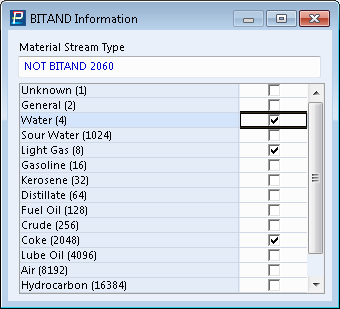 BITAND Information
Material Stream Type
NOT BITAND 2060
Unknown (1)
General (2)
Water (4)
Sour Water (1024)
Light Gas (8)
Gasoline (16)
Kerosene (32)
Distillate (64)
Fuel Oil (128)
Crude (256)
Coke (2048)
Lube Oil (4096)
Air (8192)
Hydrocarbon (16384)